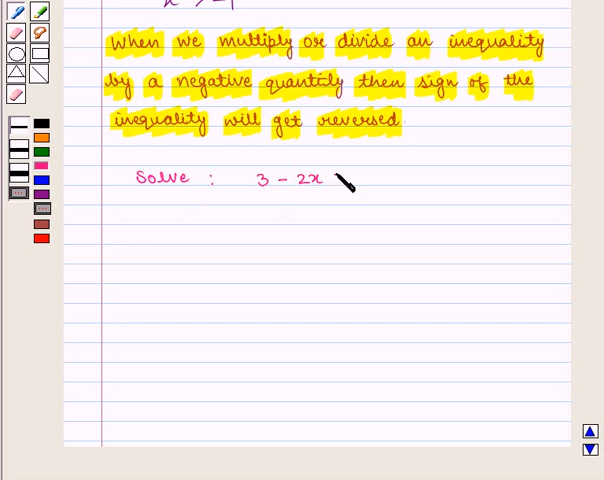 when we multiply or divide an inequality
by a negative quantity then sign of the
inequality will get reversed.
Solve : 3 - 2x